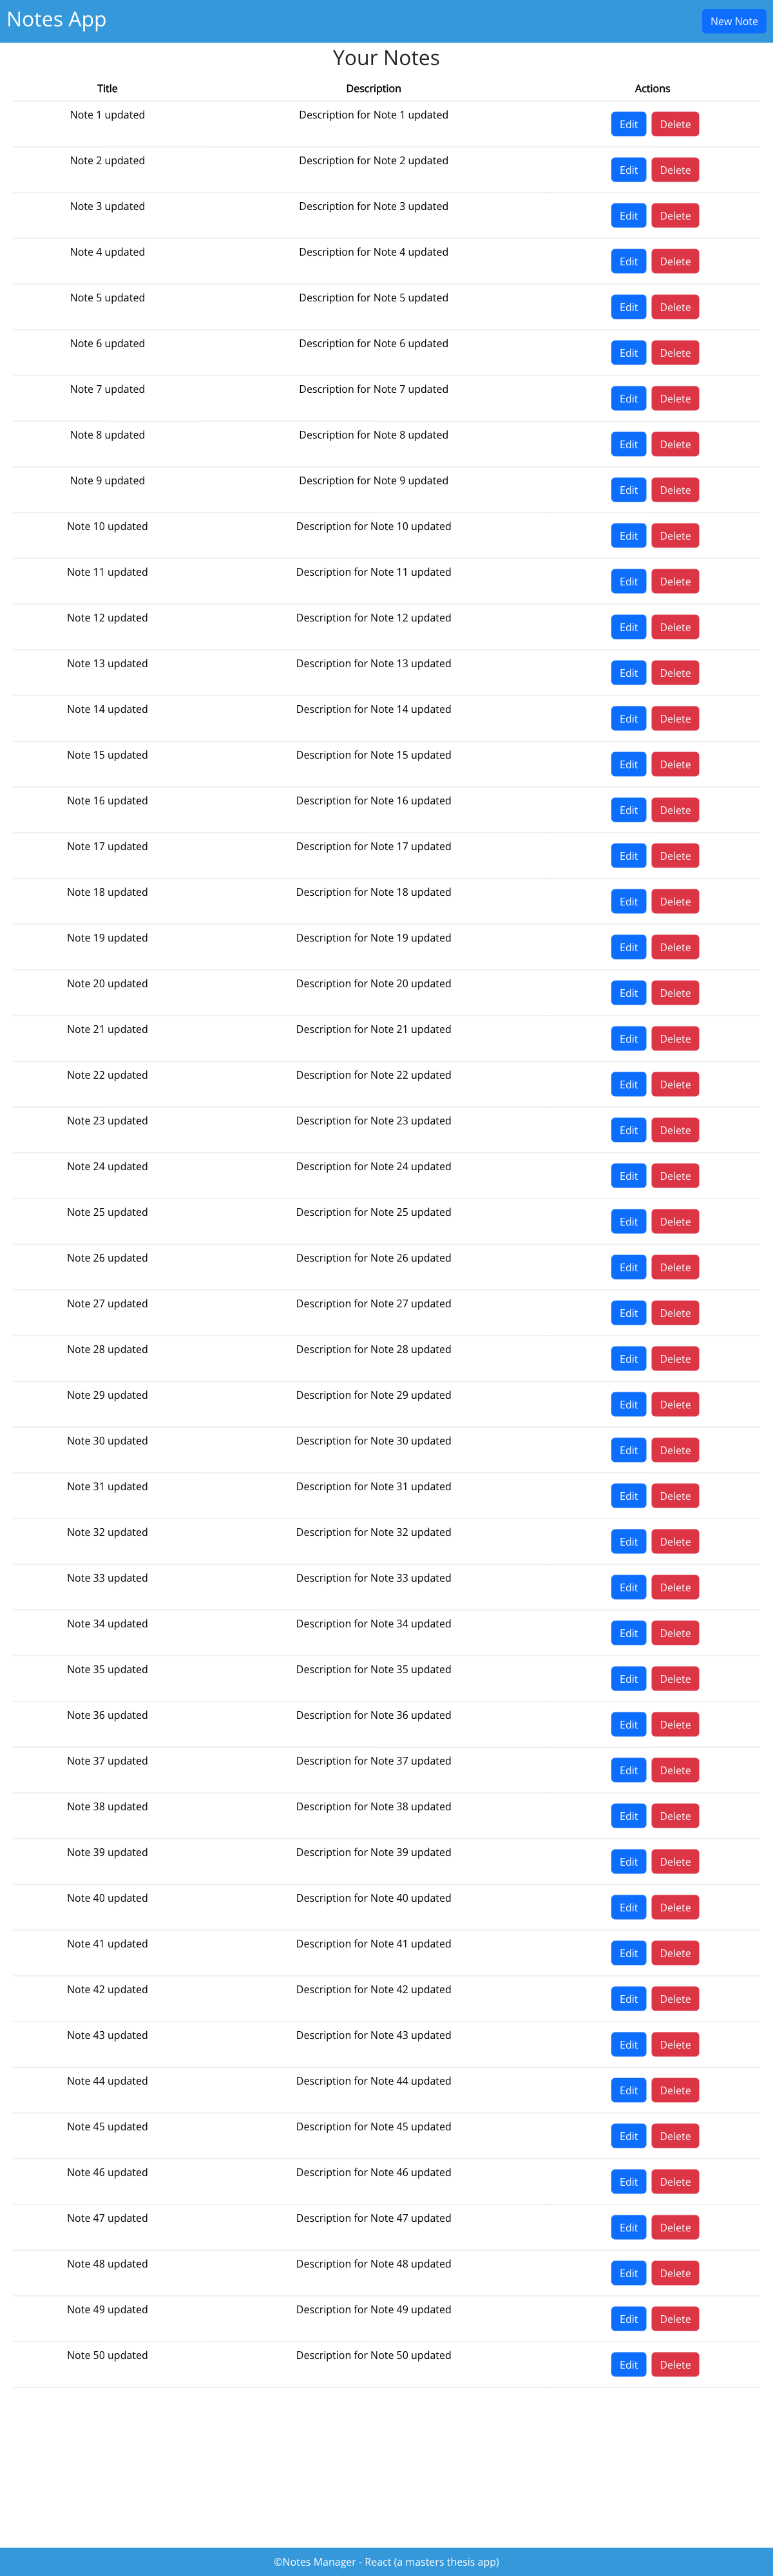 Notes App New Note
Your Notes
Title Description Actions
Note 1 updated Description for Note 1 updated Edit Delete
Note 2 updated Description for Note 2 updated Edit Delete
Note 3 updated Description for Note 3 updated Edit Delete
Note 4 updated Description for Note 4 updated Edit Delete
Note 5 updated Description for Note 5 updated Edit Delete
Note 6 updated Description for Note 6 updated Edit Delete
Note 7 updated Description for Note 7 updated Edit Delete
Note 8 updated Description for Note 8 updated Edit Delete
Note 9 updated Description for Note 9 updated Edit Delete
Note 10 updated Description for Note 10 updated Edit Delete
Note 11 updated Description for Note 11 updated Edit Delete
Note 12 updated Description for Note 12 updated Edit Delete
Note 13 updated Description for Note 13 updated Edit Delete
Note 14 updated Description for Note 14 updated Edit Delete
Note 15 updated Description for Note 15 updated Edit Delete
Note 16 updated Description for Note 16 updated Edit Delete
Note 17 updated Description for Note 17 updated Edit Delete
Note 18 updated Description for Note 18 updated Edit Delete
Note 19 updated Description for Note 19 updated Edit Delete
Note 20 updated Description for Note 20 updated Edit Delete
Note 21 updated Description for Note 21 updated Edit Delete
Note 22 updated Description for Note 22 updated Edit Delete
Note 23 updated Description for Note 23 updated Edit Delete
Note 24 updated Description for Note 24 updated Edit Delete
Note 25 updated Description for Note 25 updated Edit Delete
Note 26 updated Description for Note 26 updated Edit Delete
Note 27 updated Description for Note 27 updated Edit Delete
Note 28 updated Description for Note 28 updated Edit Delete
Note 29 updated Description for Note 29 updated Edit Delete
Note 30 updated Description for Note 30 updated Edit Delete
Note 31 updated Description for Note 31 updated Edit Delete
Note 32 updated Description for Note 32 updated Edit Delete
Note 33 updated Description for Note 33 updated Edit Delete
Note 34 updated Description for Note 34 updated Edit Delete
Note 35 updated Description for Note 35 updated Edit Delete
Note 36 updated Description for Note 36 updated Edit Delete
Note 37 updated Description for Note 37 updated Edit Delete
Note 38 updated Description for Note 38 updated Edit Delete
Note 39 updated Description for Note 39 updated Edit Delete
Note 40 updated Description for Note 40 updated Edit Delete
Note 41 updated Description for Note 41 updated Edit Delete
Note 42 updated Description for Note 42 updated Edit Delete
Note 43 updated Description for Note 43 updated Edit Delete
Note 44 updated Description for Note 44 updated Edit Delete
Note 45 updated Description for Note 45 updated Edit Delete
Note 46 updated Description for Note 46 updated Edit Delete
Note 47 updated Description for Note 47 updated Edit Delete
Note 48 updated Description for Note 48 updated Edit Delete
Note 49 updated Description for Note 49 updated Edit Delete
Note 50 updated Description for Note 50 updated Edit Delete
©Notes Manager - React (a masters thesis app)